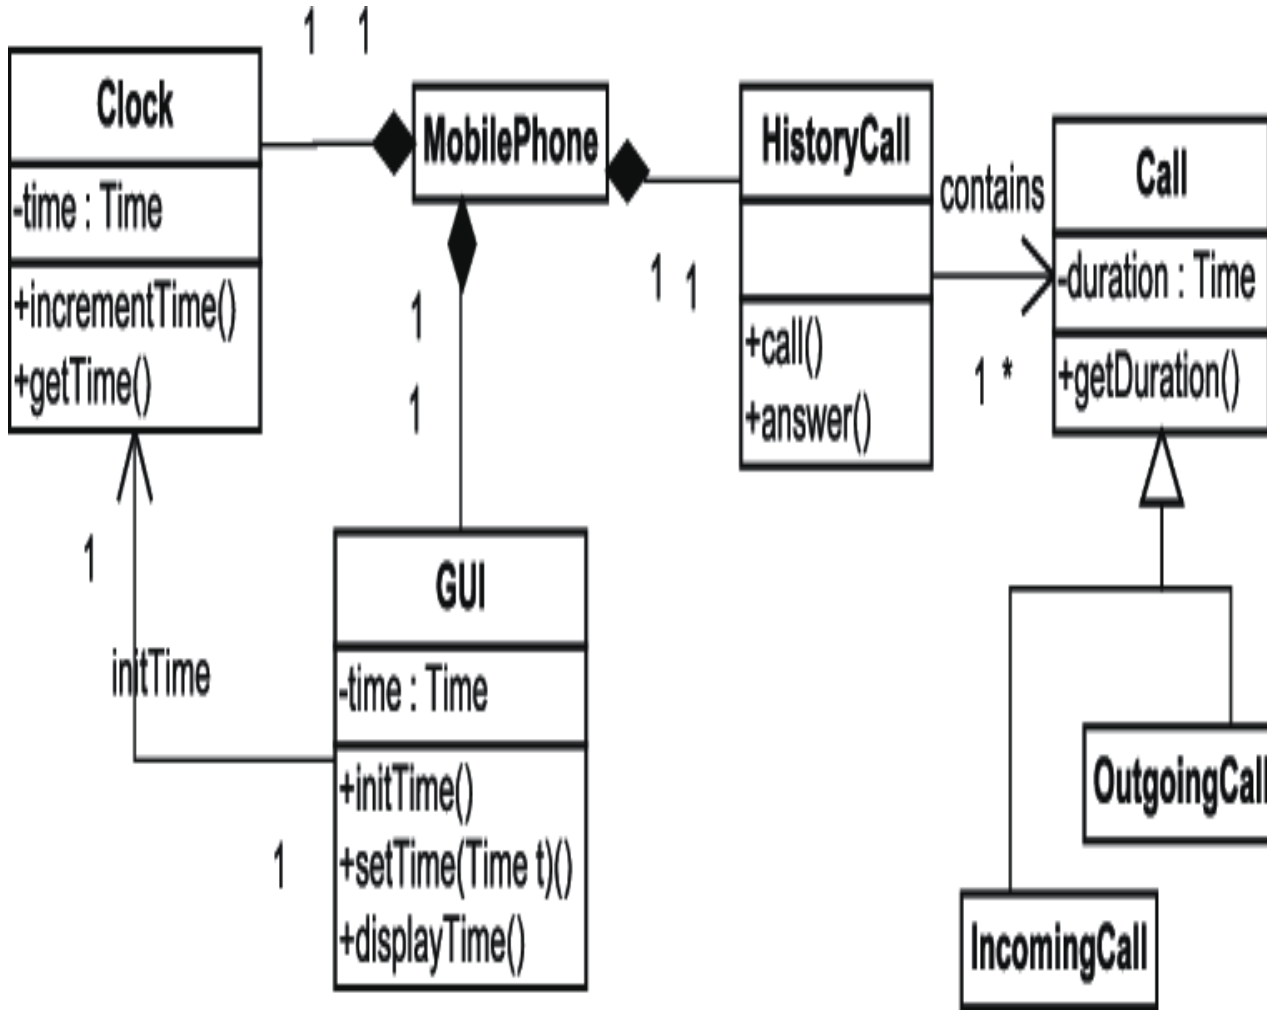 1 1
Clock
-time : Time
+incrementTime()
+getTime()
MobilePhone
HistoryCall
+call()
+answer()
contains
Call
-duration : Time
+getDuration()
1 1
1 *
1
1
1
initTime
1
GUI
-time : Time
+initTime()
+setTime(Time t)()
+displayTime()
OutgoingCall
IncomingCall